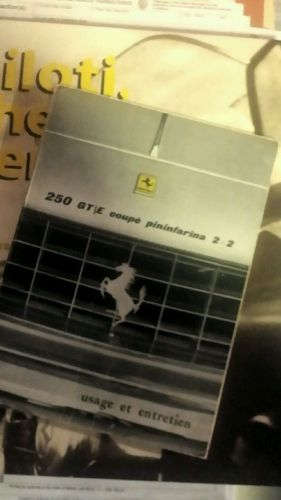 iloti,
he
er
250 GT/E coupé pininfarina 2-2
usage et entretien